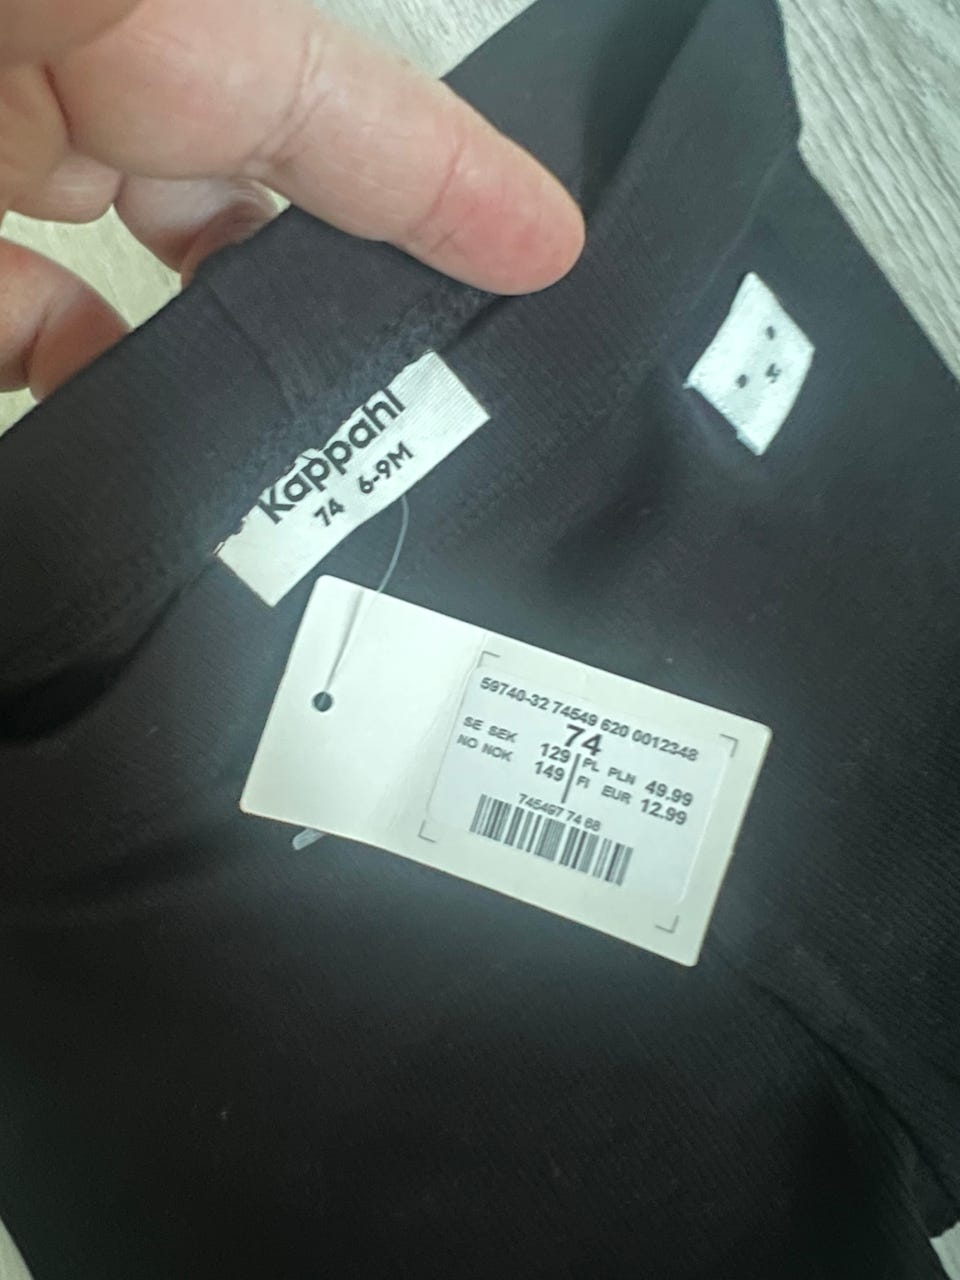 Kappahl
74 6-9M
59740-32 74549 620 0012348
74
SE SEK 129 PL PLN 49.99
NO NOK 149 FI EUR 12.99
745497 74 68